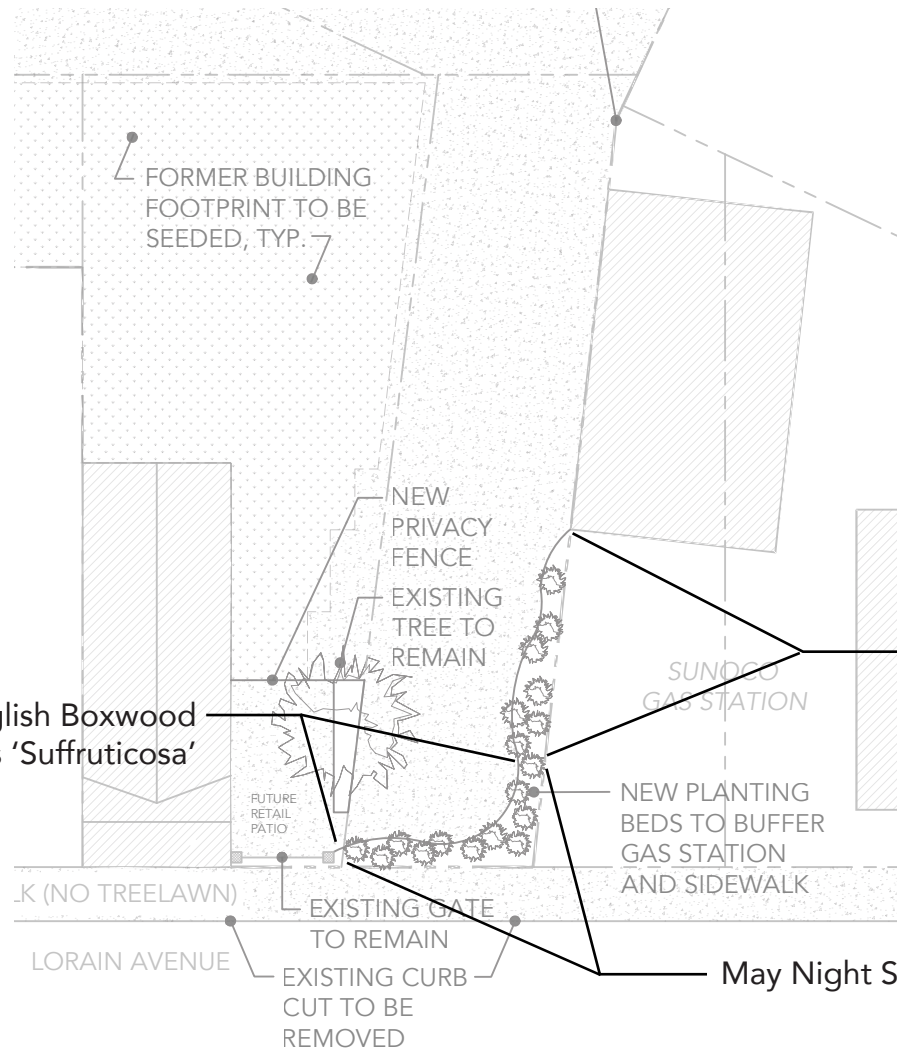 FORMER BUILDING
FOOTPRINT TO BE
SEEDED, TYP.
NEW
PRIVACY
FENCE
EXISTING
TREE TO
REMAIN
SUNOCO
GAS STATION
glish Boxwood
s 'Suffruticosa'
FUTURE
RETAIL
PATIO
NEW PLANTING
BEDS TO BUFFER
GAS STATION
AND SIDEWALK
LK (NO TREELAWN)
EXISTING GATE
TO REMAIN
LORAIN AVENUE
EXISTING CURB
CUT TO BE
REMOVED
May Night S